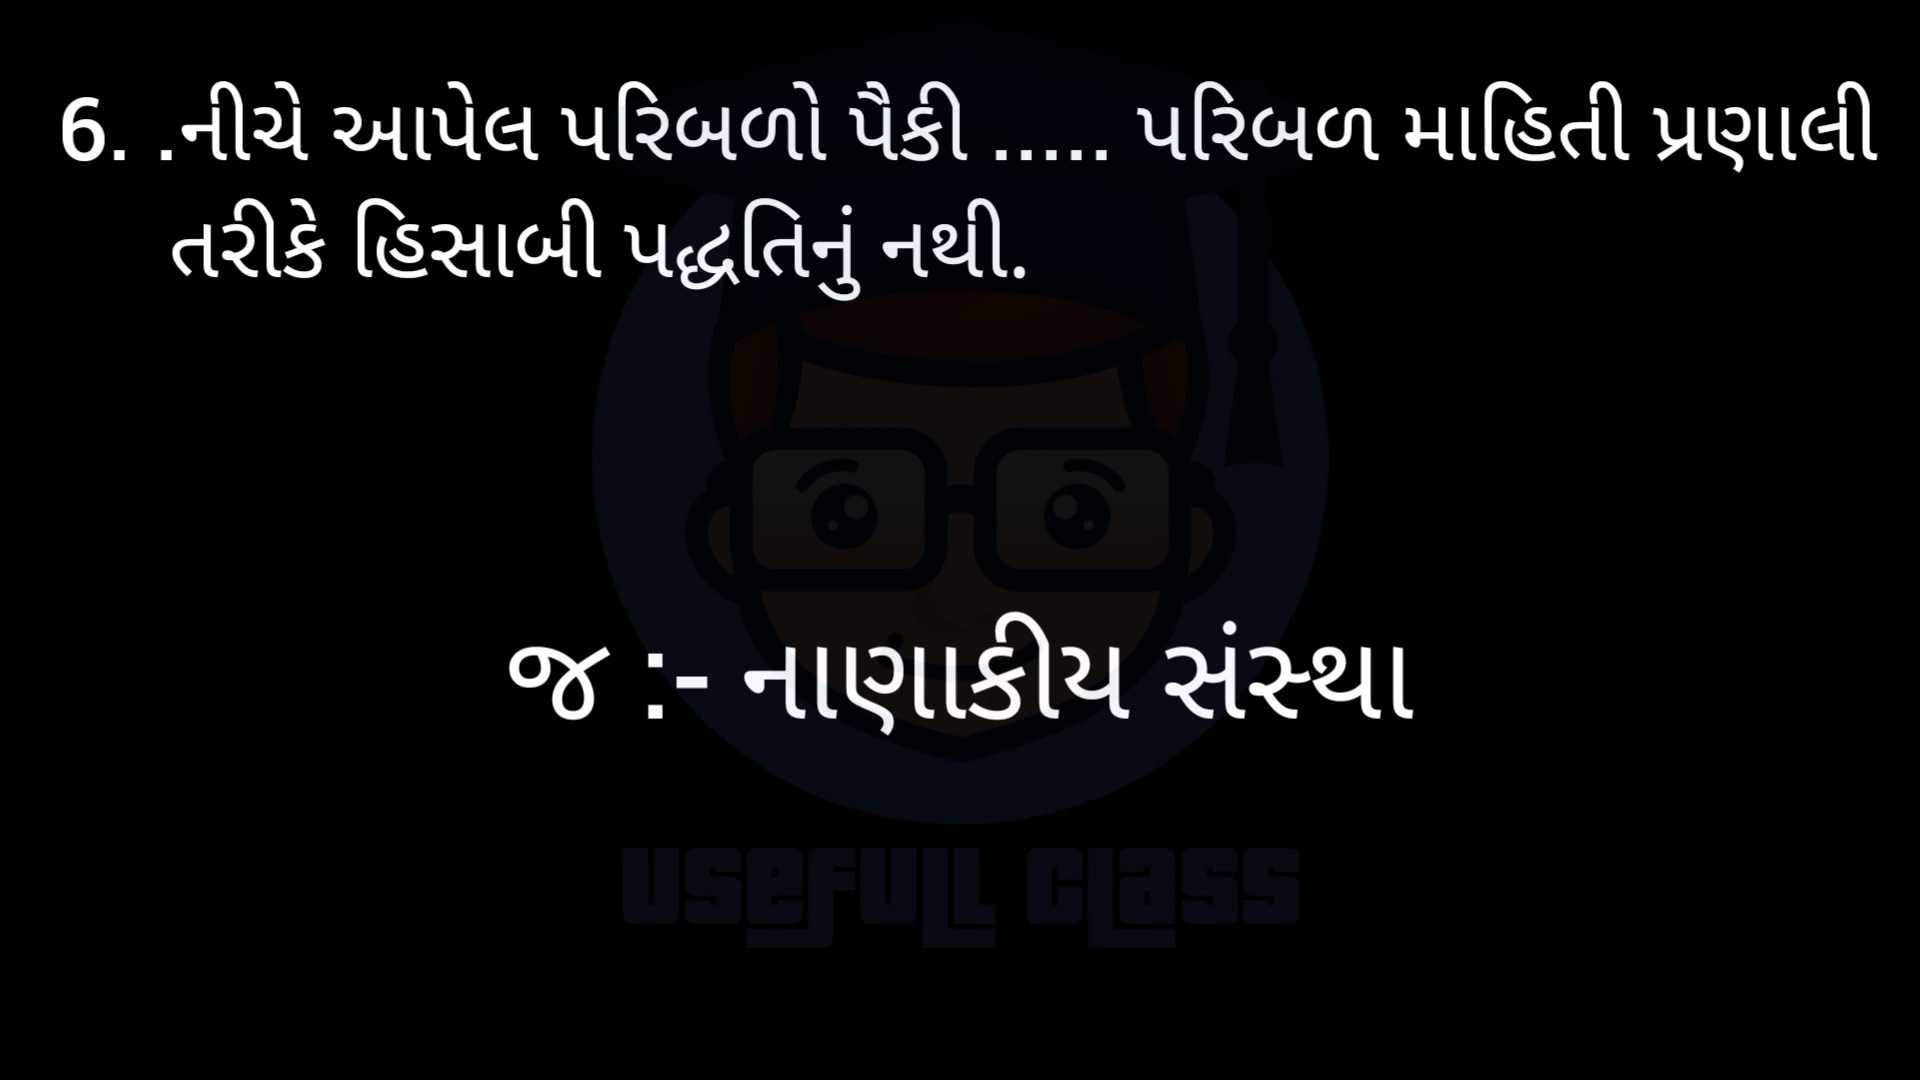 6. .નીચે આપેલ પરિબળો પૈકી ..... પરિબળ માહિતી પ્રણાલી
તરીકે હિસાબી પદ્ધતિનું નથી.
જ :- નાણાકીય સંસ્થા
USEFULL CLASS